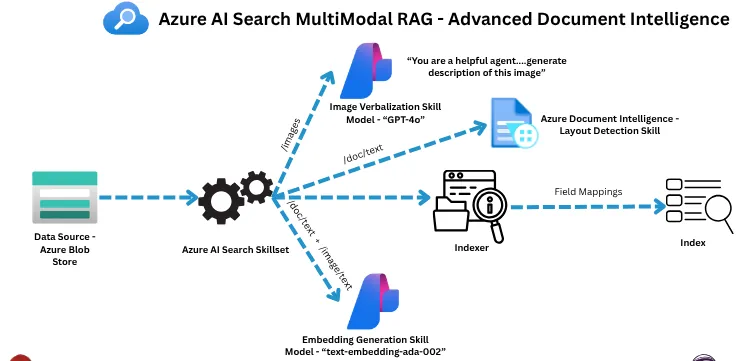 Azure AI Search MultiModal RAG - Advanced Document Intelligence
“You are a helpful agent....generate
description of this image”
Image Verbalization Skill
Model - “GPT-4o”
/images
Azure Document Intelligence -
Layout Detection Skill
/doc/text
Data Source -
Azure Blob
Store
Azure AI Search Skillset
/doc/text + /image/text
Indexer
Field Mappings
Index
Embedding Generation Skill
Model - “text-embedding-ada-002”